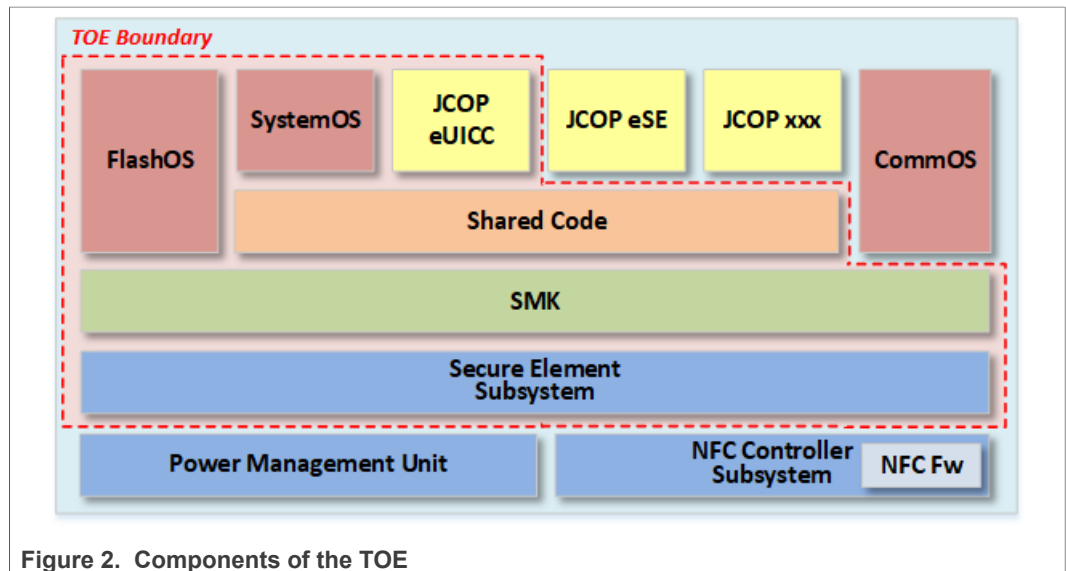 TOE Boundary
FlashOS
SystemOS
JCOP
eUICC
JCOP eSE
JCOP xxx
CommOS
Shared Code
SMK
Secure Element
Subsystem
Power Management Unit
NFC Controller
Subsystem
NFC Fw
Figure 2. Components of the TOE